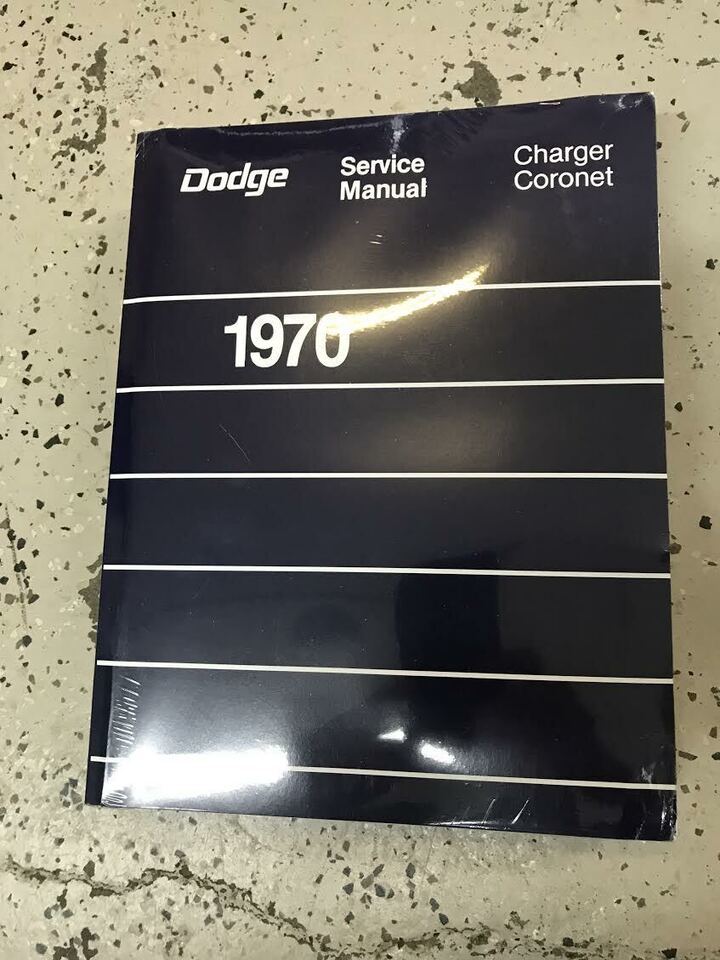 Dodge
Service
Manual
Charger
Coronet
1970